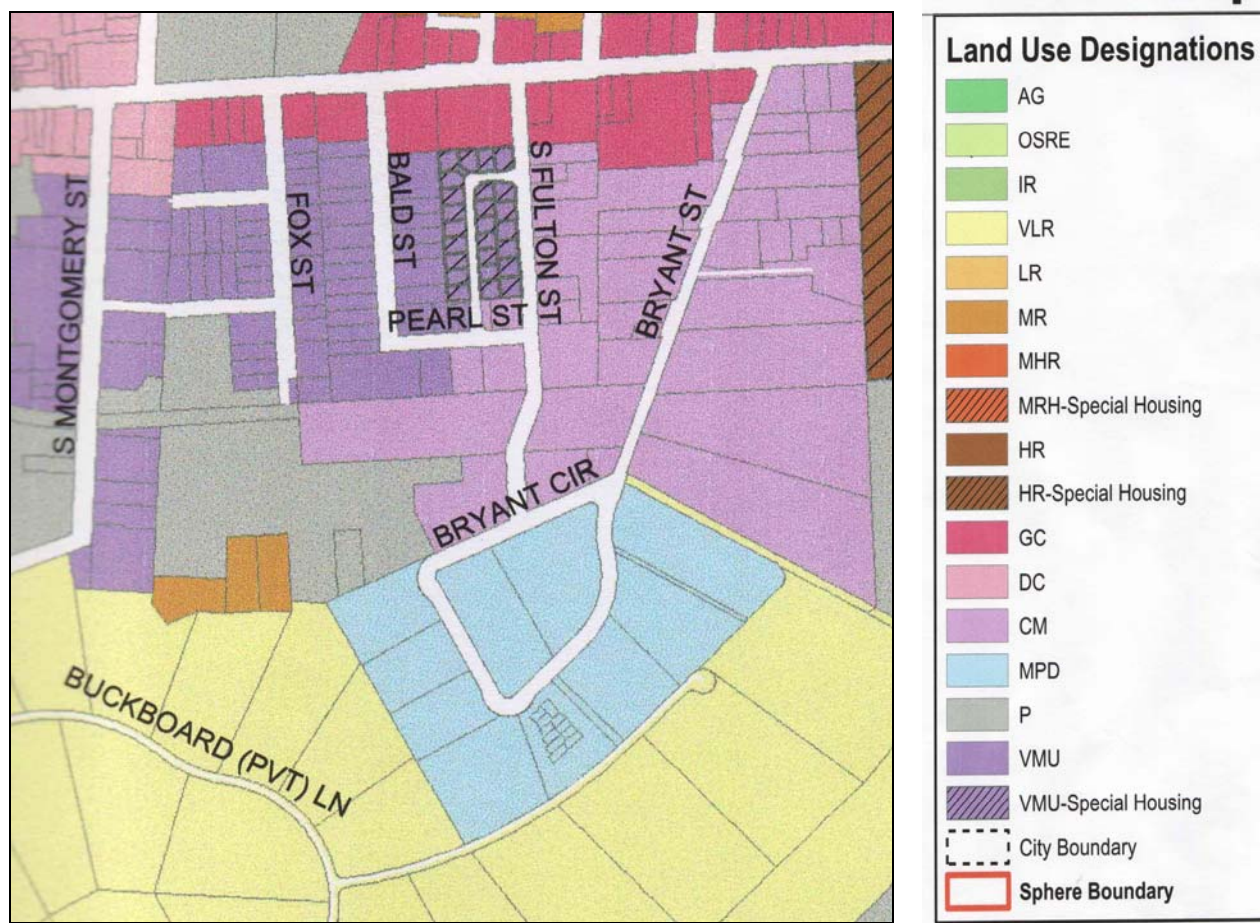 S MONTGOMERY ST
FOX ST
BALD ST
S FULTON ST
PEARL ST
BRYANT ST
BRYANT CIR
BUCKBOARD (PVT) LN
Land Use Designations
AG
OSRE
IR
VLR
LR
MR
MHR
MRH-Special Housing
HR
HR-Special Housing
GC
DC
CM
MPD
P
VMU
VMU-Special Housing
City Boundary
Sphere Boundary